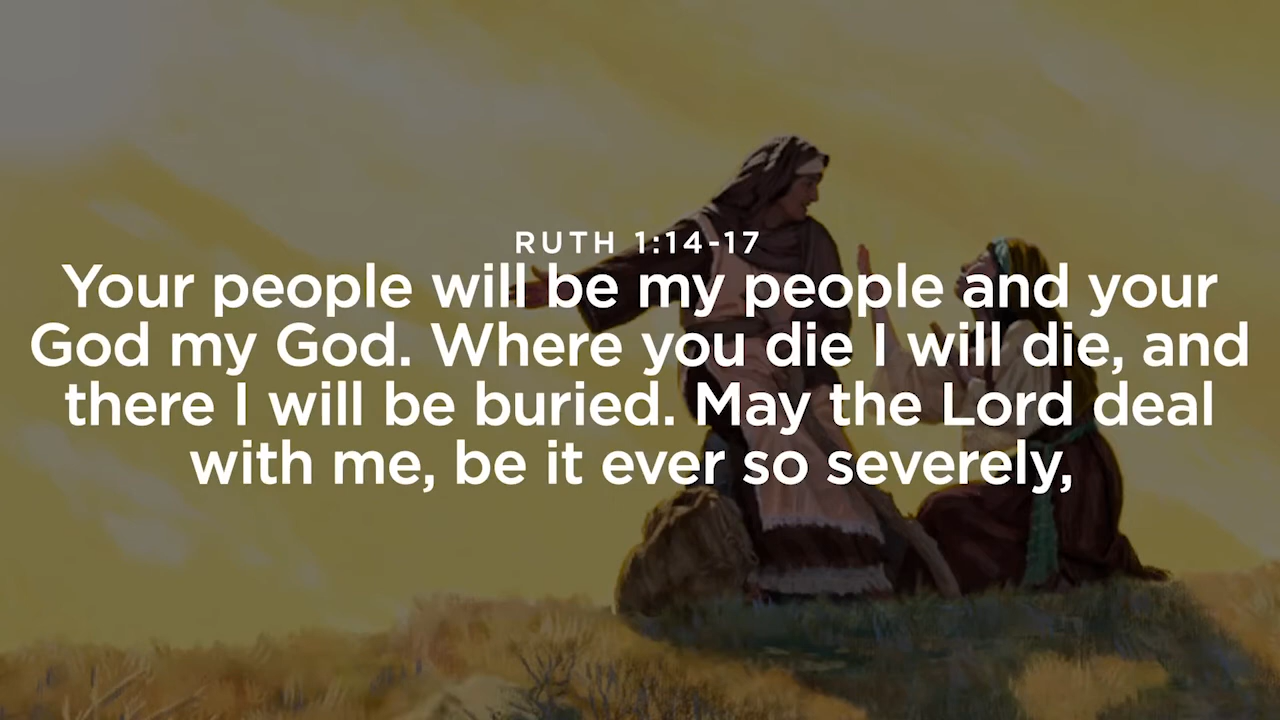 RUTH 1:14-17
Your people will be my people and your
God my God. Where you die I will die, and
there I will be buried. May the Lord deal
with me, be it ever so severely,